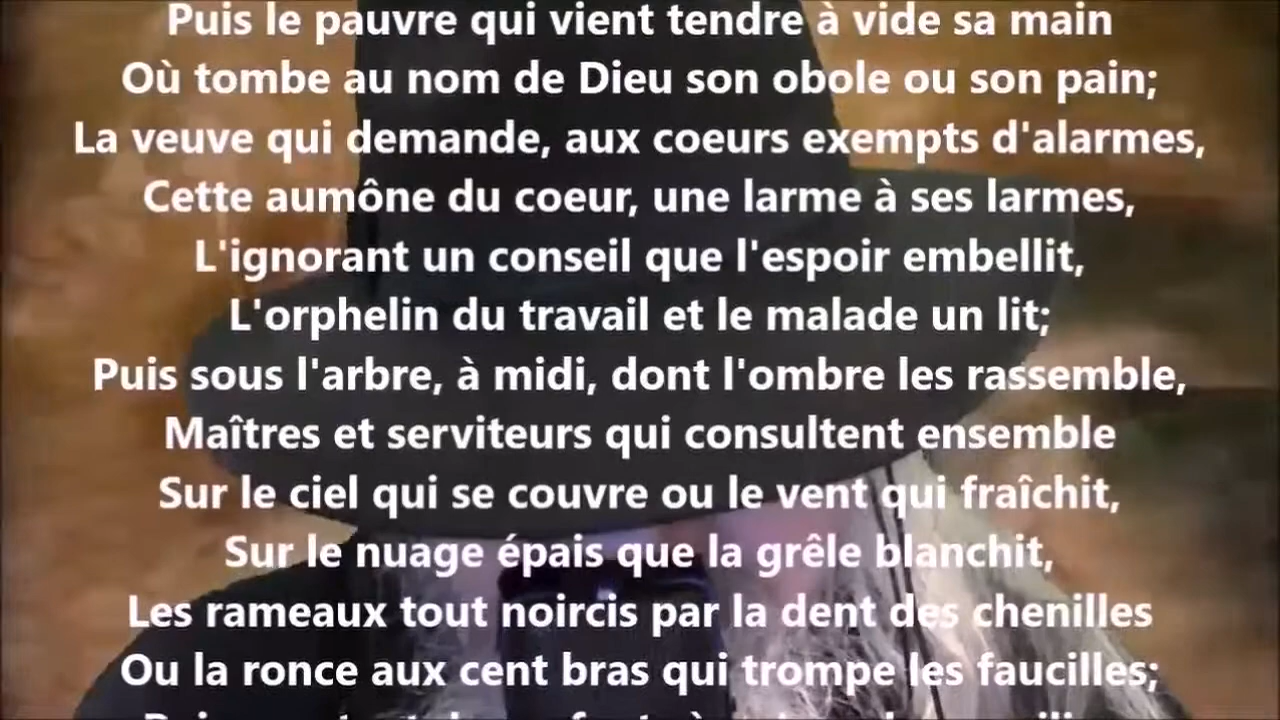 Puis le pauvre qui vient tendre à vide sa main
Où tombe au nom de Dieu son obole ou son pain;
La veuve qui demande, aux coeurs exempts d'alarmes,
Cette aumône du coeur, une larme à ses larmes,
L'ignorant un conseil que l'espoir embellit,
L'orphelin du travail et le malade un lit;
Puis sous l'arbre, à midi, dont l'ombre les rassemble,
Maîtres et serviteurs qui consultent ensemble
Sur le ciel qui se couvre ou le vent qui fraîchit,
Sur le nuage épais que la grêle blanchit,
Les rameaux tout noircis par la dent des chenilles
Ou la ronce aux cent bras qui trompe les faucilles;